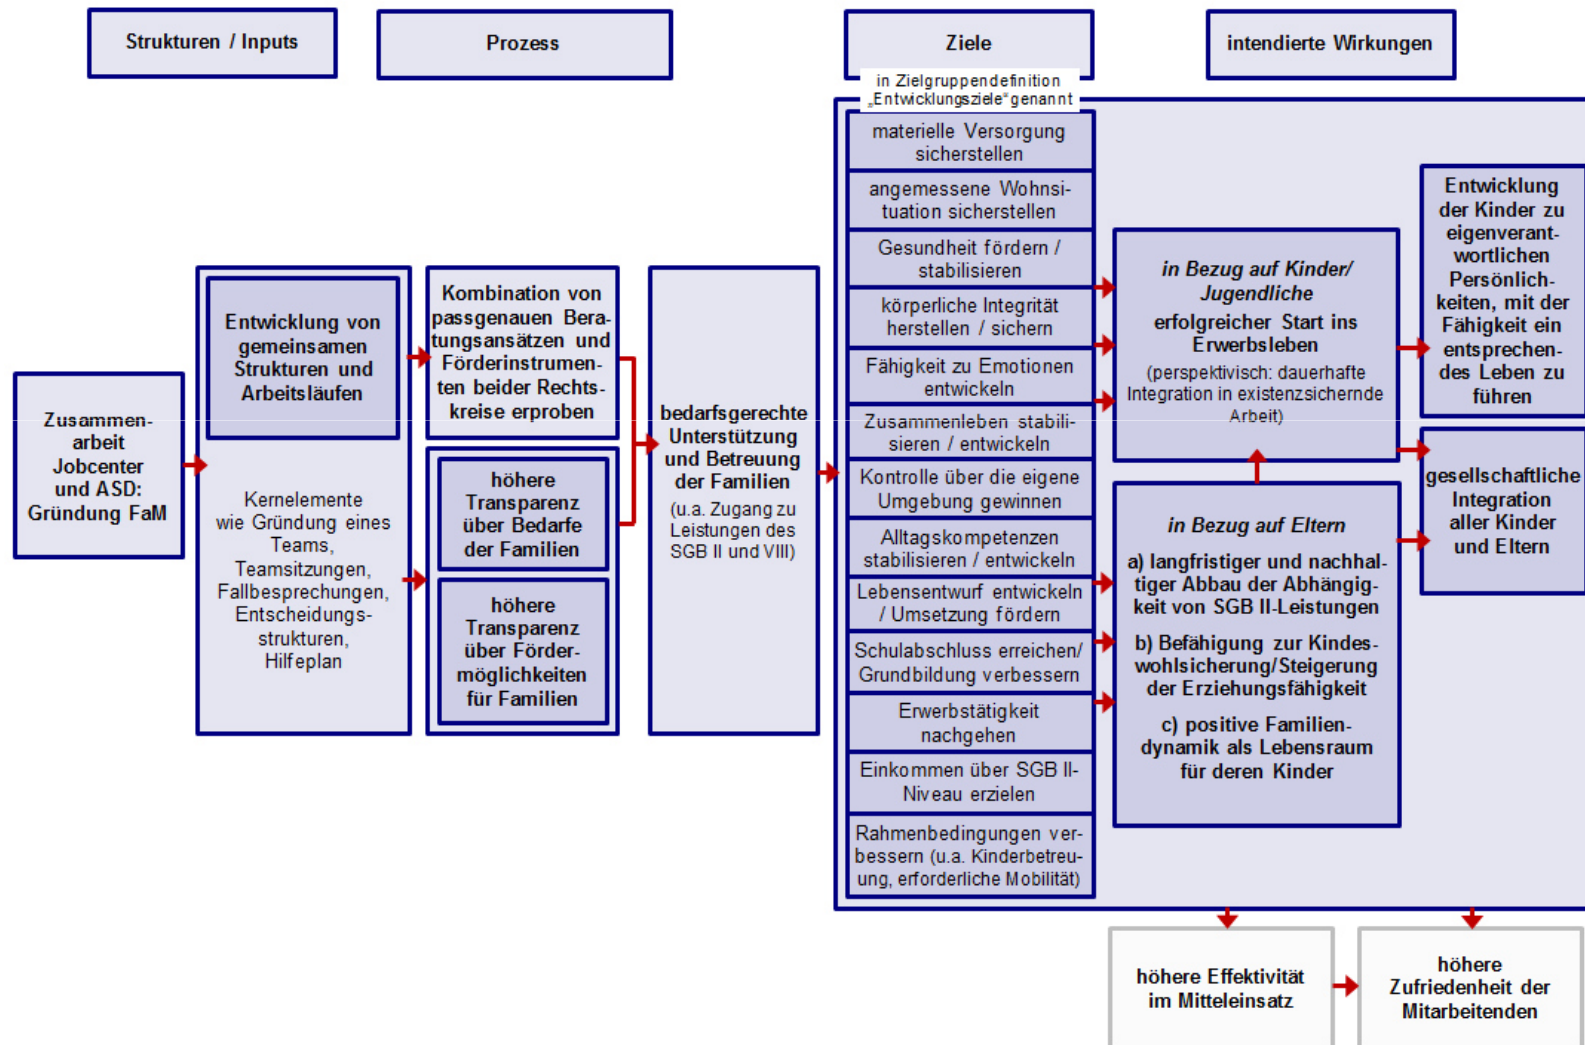 Strukturen / Inputs
Prozess
Ziele
intendierte Wirkungen
in Zielgruppendefinition
„Entwicklungsziele“ genannt
Zusammen-
arbeit
Jobcenter
und ASD:
Gründung FaM
Entwicklung von
gemeinsamen
Strukturen und
Arbeitsläufen
Kernelemente
wie Gründung eines
Teams,
Teamsitzungen,
Fallbesprechungen,
Entscheidungs-
strukturen,
Hilfeplan
Kombination von
passgenauen Bera-
tungsansätzen und
Förderinstrumen-
ten beider Rechts-
kreise erproben
höhere
Transparenz
über Bedarfe
der Familien
höhere
Transparenz
über Förder-
möglichkeiten
für Familien
bedarfsgerechte
Unterstützung
und Betreuung
der Familien
(u.a. Zugang zu
Leistungen des
SGB II und VIII)
materielle Versorgung
sicherstellen
angemessene Wohnsi-
tuation sicherstellen
Gesundheit fördern /
stabilisieren
körperliche Integrität
herstellen / sichern
Fähigkeit zu Emotionen
entwickeln
Zusammenleben stabili-
sieren / entwickeln
Kontrolle über die eigene
Umgebung gewinnen
Alltagskompetenzen
stabilisieren / entwickeln
Lebensentwurf entwickeln
/ Umsetzung fördern
Schulabschluss erreichen/
Grundbildung verbessern
Erwerbstätigkeit
nachgehen
Einkommen über SGB II-
Niveau erzielen
Rahmenbedingungen ver-
bessern (u.a. Kinderbetreu-
ung, erforderliche Mobilität)
in Bezug auf Kinder/
Jugendliche
erfolgreicher Start ins
Erwerbsleben
(perspektivisch: dauerhafte
Integration in existenzsichernde
Arbeit)
in Bezug auf Eltern
a) langfristiger und nachhal-
tiger Abbau der Abhängig-
keit von SGB II-Leistungen
b) Befähigung zur Kindes-
wohlsicherung/Steigerung
der Erziehungsfähigkeit
c) positive Familien-
dynamik als Lebensraum
für deren Kinder
Entwicklung
der Kinder zu
eigenverant-
wortlichen
Persönlich-
keiten, mit der
Fähigkeit ein
entsprechen-
des Leben zu
führen
gesellschaftliche
Integration
aller Kinder
und Eltern
höhere Effektivität
im Mitteleinsatz
höhere
Zufriedenheit der
Mitarbeitenden